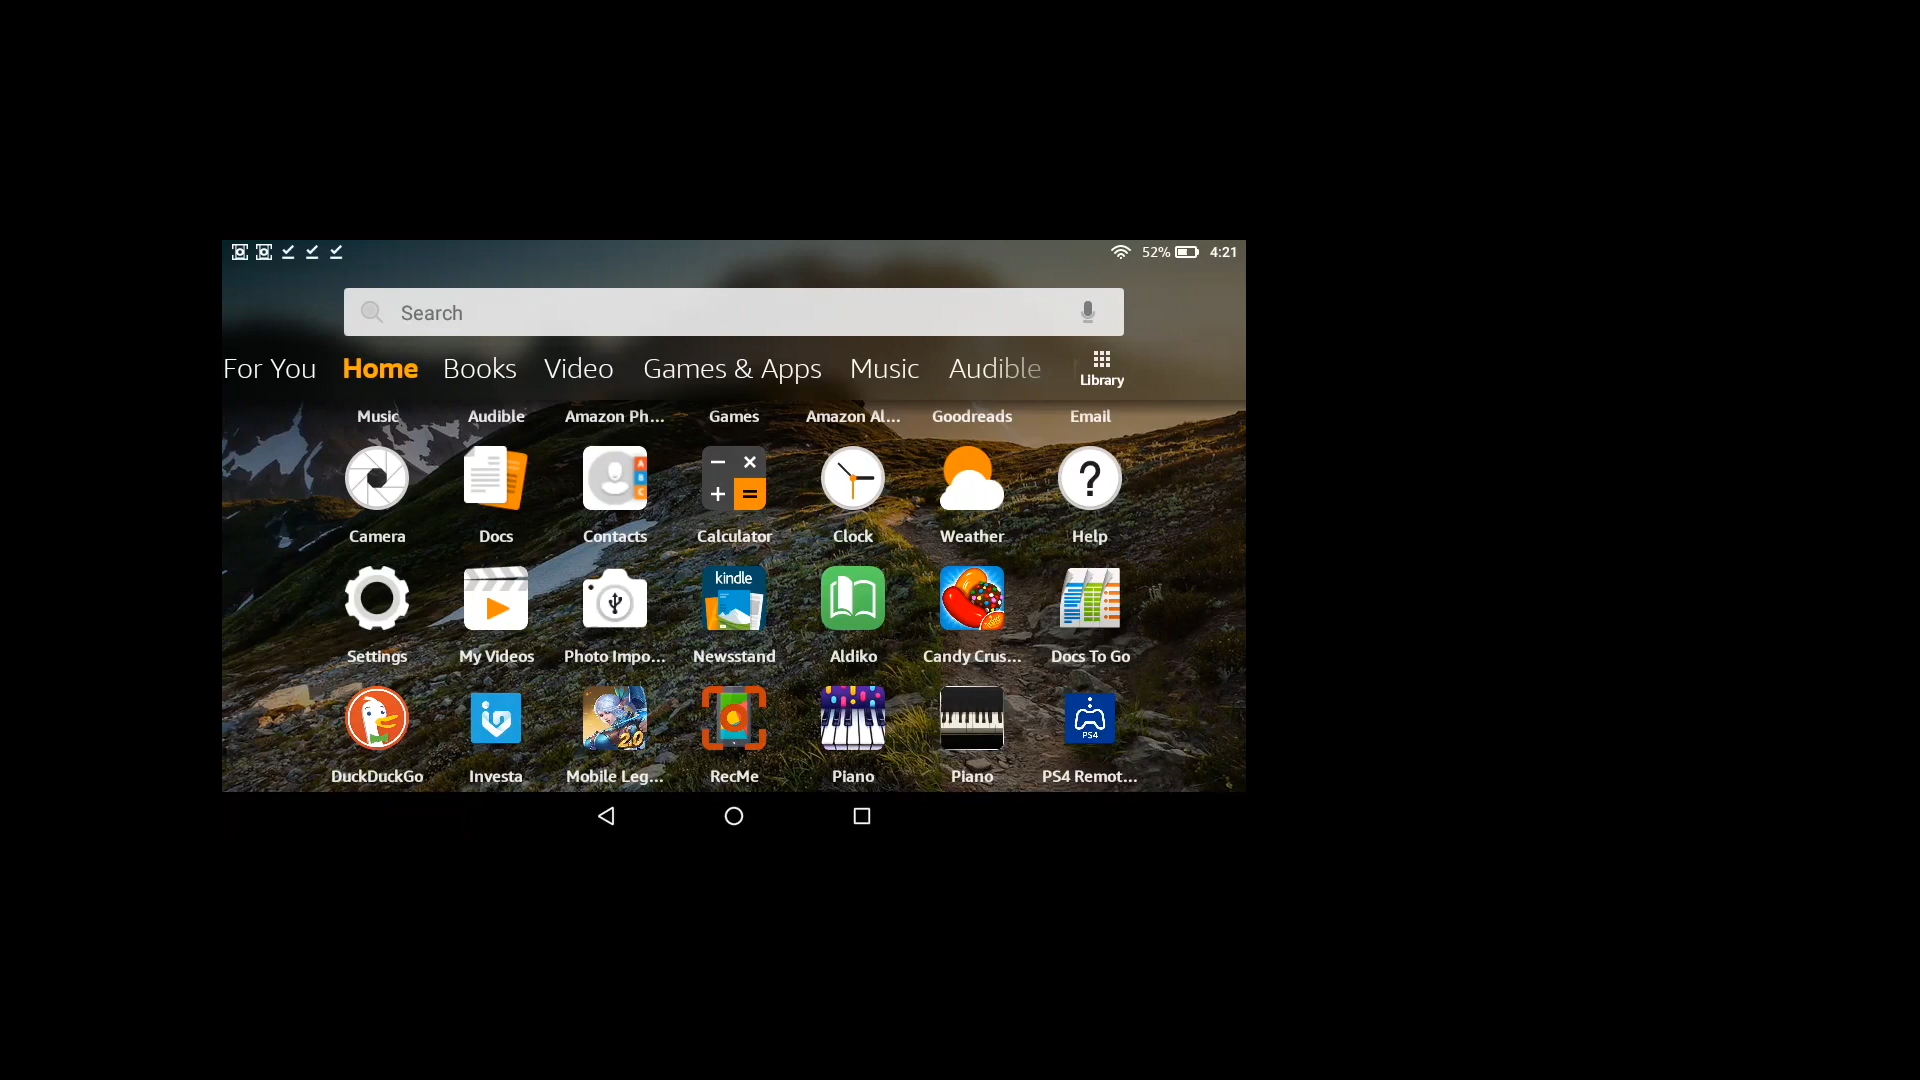 52% 4:21
Search
For You Home Books Video Games & Apps Music Audible
Library
Music Audible Amazon Ph... Games Amazon Al... Goodreads Email
A
B
C
Camera Docs Contacts Calculator Clock Weather Help
kindle
Settings My Videos Photo Impo... Newsstand Aldiko Candy Crus... Docs To Go
2.0
PS4
DuckDuckGo Investa Mobile Leg... RecMe Piano Piano PS4 Remot...